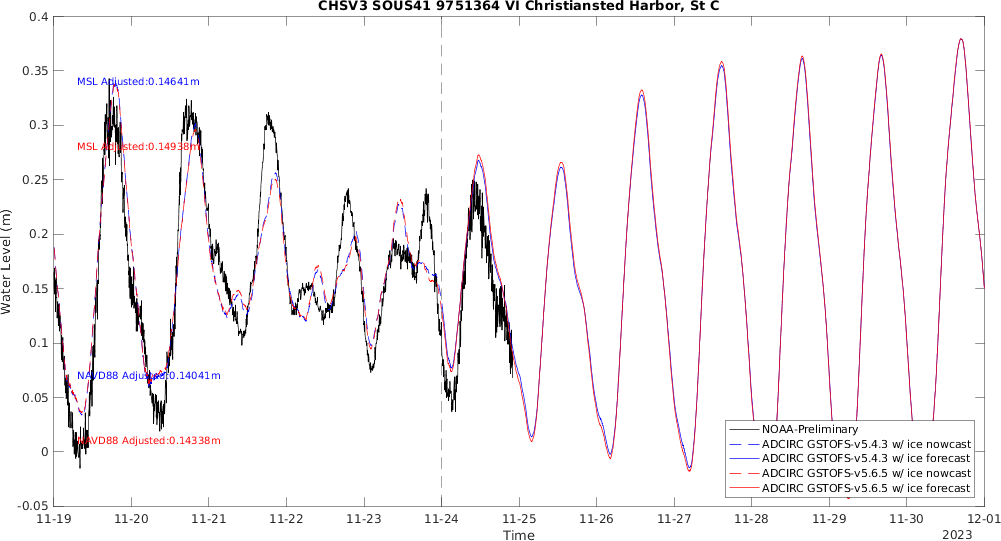 CHSV3 SOUS41 9751364 VI Christiansted Harbor, St C
0.4
0.35
0.3
0.25
0.2
0.15
0.1
0.05
0
-0.05
Water Level (m)
MSL Adjusted:0.14641m
MSL Adjusted:0.14938m
NAVD88 Adjusted:0.14041m
NAVD88 Adjusted:0.14338m
NOAA-Preliminary
ADCIRC GSTOFS-v5.4.3 w/ ice nowcast
ADCIRC GSTOFS-v5.4.3 w/ ice forecast
ADCIRC GSTOFS-v5.6.5 w/ ice nowcast
ADCIRC GSTOFS-v5.6.5 w/ ice forecast
11-19 11-20 11-21 11-22 11-23 11-24 11-25 11-26 11-27 11-28 11-29 11-30 12-01
Time
2023